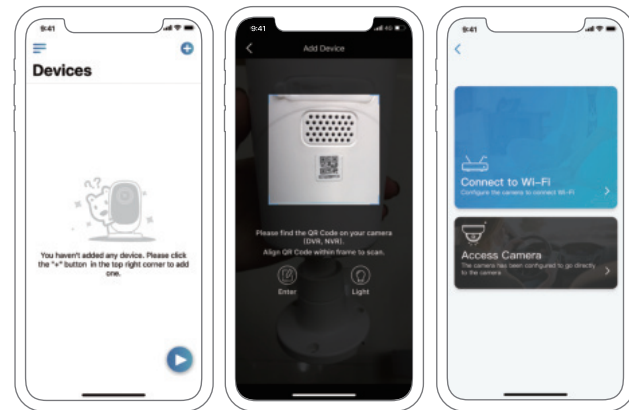 9:41
Devices
You haven't added any device. Please click
the "+" button in the top right corner to add
one.
9:41
4G
Add Device
Please find the QR Code on your camera
(DVR, NVR).
Align QR Code within frame to scan.
Enter
Light
9:41
Connect to Wi-Fi
Configure the camera to connect Wi-Fi
Access Camera
The camera has been configured to go directly
to the camera.